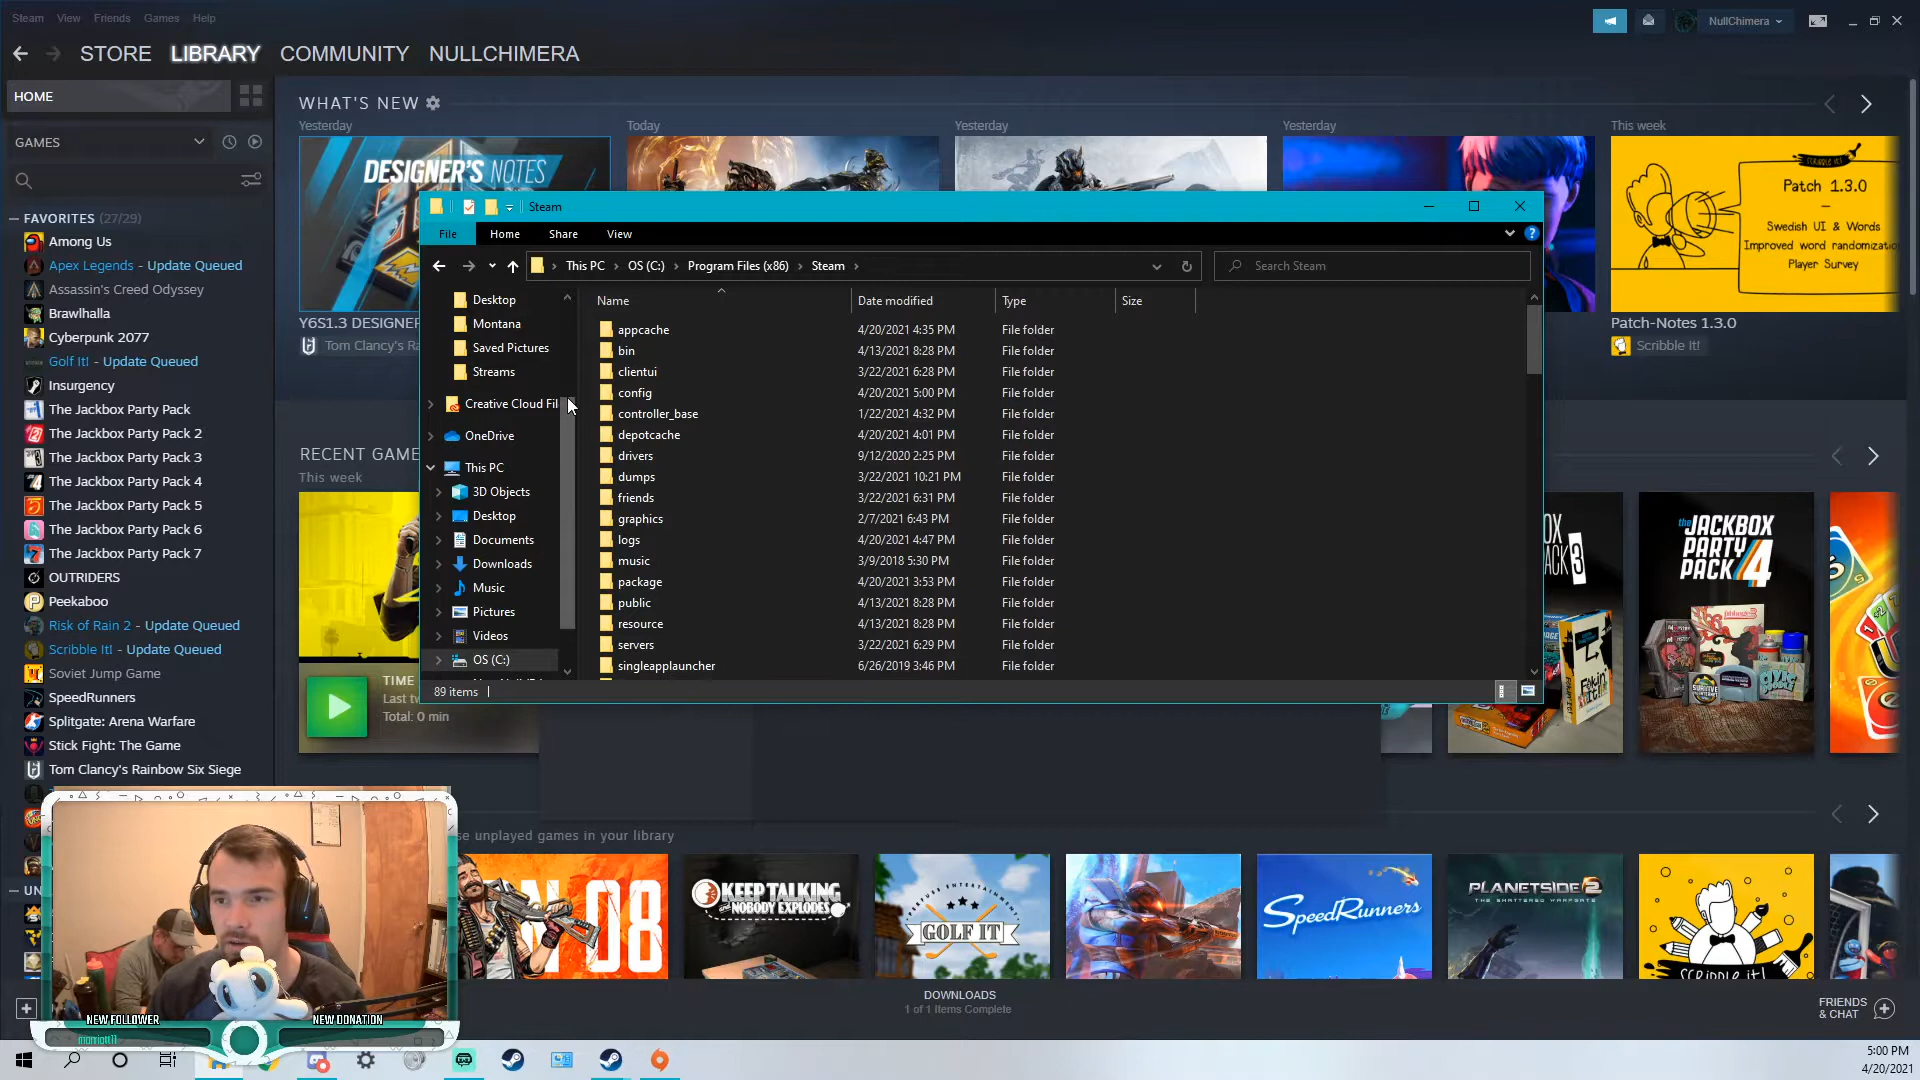 Steam View Friends Games Help
NullChimera
STORE LIBRARY COMMUNITY NULLCHIMERA
HOME
GAMES
FAVORITES (27/29)
Among Us
Apex Legends - Update Queued
Assassin's Creed Odyssey
Brawlhalla
Cyberpunk 2077
Golf It! - Update Queued
Insurgency
The Jackbox Party Pack
The Jackbox Party Pack 2
The Jackbox Party Pack 3
The Jackbox Party Pack 4
The Jackbox Party Pack 5
The Jackbox Party Pack 6
The Jackbox Party Pack 7
OUTRIDERS
Peekaboo
Risk of Rain 2 - Update Queued
Scribble It! - Update Queued
Soviet Jump Game
SpeedRunners
Splitgate: Arena Warfare
Stick Fight: The Game
Tom Clancy's Rainbow Six Siege
UN
WHAT'S NEW
Yesterday
Today
Yesterday
Yesterday
This week
DESIGNER'S NOTES
SCRIBBLE IT!
Patch 1.3.0
Swedish UI & Words
Improved word randomizatio
Player Survey
Y6S1.3 DESIGNER
Tom Clancy's Ra
Patch-Notes 1.3.0
Scribble It!
Steam
File Home Share View
This PC OS (C:) Program Files (x86) Steam
Search Steam
Desktop
Montana
Saved Pictures
Streams
Creative Cloud Fil
OneDrive
This PC
3D Objects
Desktop
Documents
Downloads
Music
Pictures
Videos
OS (C:)
Name Date modified Type Size
appcache 4/20/2021 4:35 PM File folder
bin 4/13/2021 8:28 PM File folder
clientui 3/22/2021 6:28 PM File folder
config 4/20/2021 5:00 PM File folder
controller_base 1/22/2021 4:32 PM File folder
depotcache 4/20/2021 4:01 PM File folder
drivers 9/12/2020 2:25 PM File folder
dumps 3/22/2021 10:21 PM File folder
friends 3/22/2021 6:31 PM File folder
graphics 2/7/2021 6:43 PM File folder
logs 4/20/2021 4:47 PM File folder
music 3/9/2018 5:30 PM File folder
package 4/20/2021 3:53 PM File folder
public 4/13/2021 8:28 PM File folder
resource 4/13/2021 8:28 PM File folder
servers 3/22/2021 6:29 PM File folder
singleapplauncher 6/26/2019 3:46 PM File folder
89 items
RECENT GAME
This week
TIME
Last tw
Total: 0 min
OX
ACK 3
the JACKBOX
PARTY
PACK 4
se unplayed games in your library
N 08
KEEP TALKING
AND NOBODY EXPLODES
GOLF IT
SPEEDRUNNERS
PLANETSIDE 2
SCRIBBLE IT!
NEW FOLLOWER
NEW DONATION
DOWNLOADS
1 of 1 Items Complete
FRIENDS
& CHAT
5:00 PM
4/20/2021